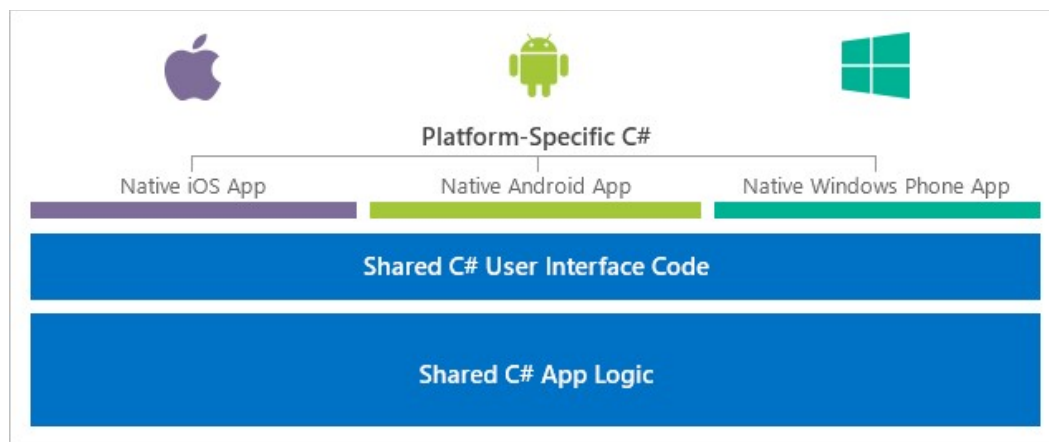 Platform-Specific C#
Native iOS App
Native Android App
Native Windows Phone App
Shared C# User Interface Code
Shared C# App Logic